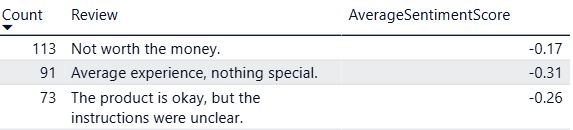 Count Review AverageSentimentScore
113 Not worth the money. -0.17
91 Average experience, nothing special. -0.31
73 The product is okay, but the -0.26
instructions were unclear.